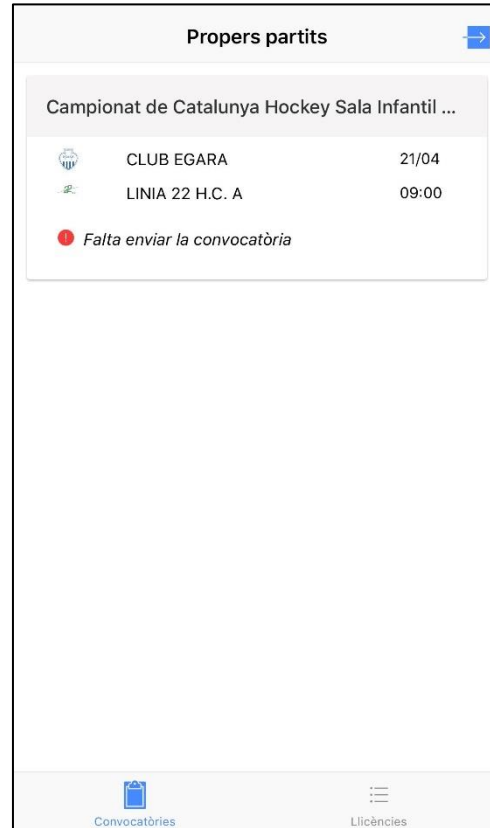 Propers partits
Campionat de Catalunya Hockey Sala Infantil ...
CLUB EGARA 21/04
LINIA 22 H.C. A 09:00
Falta enviar la convocatòria
Convocatòries Llicències